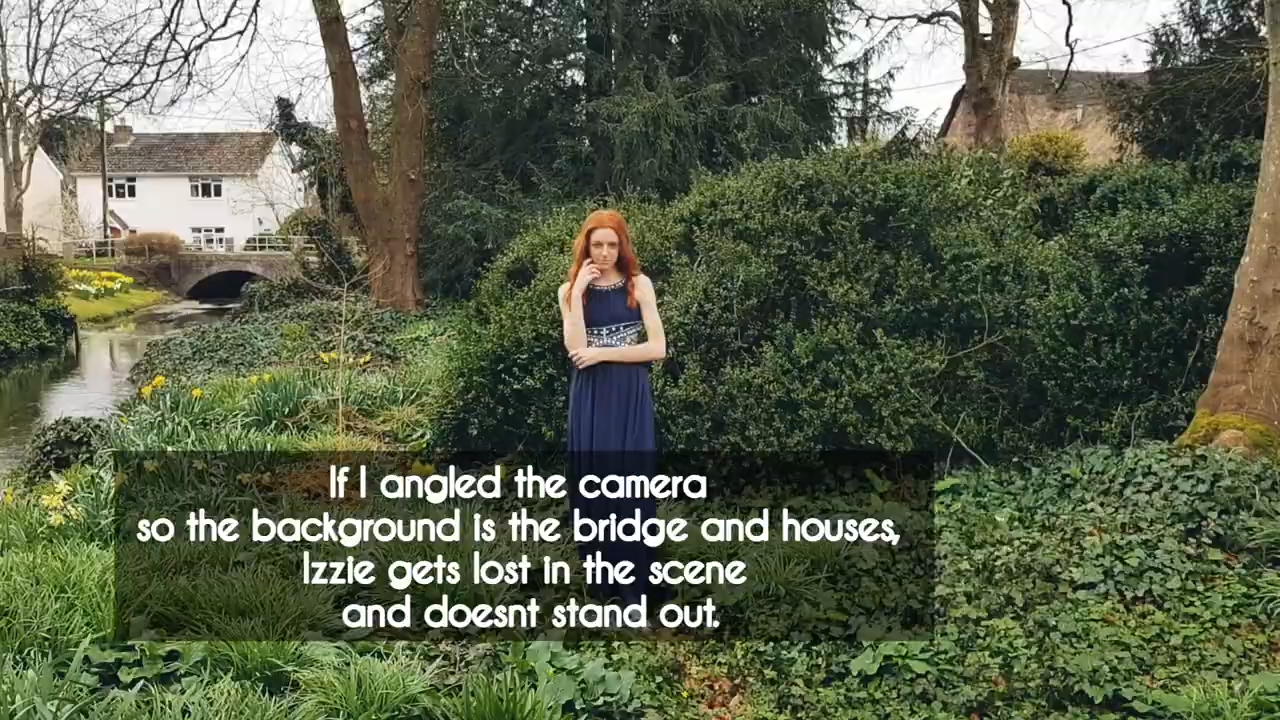 If I angled the camera
so the background is the bridge and houses,
Izzie gets lost in the scene
and doesnt stand out.